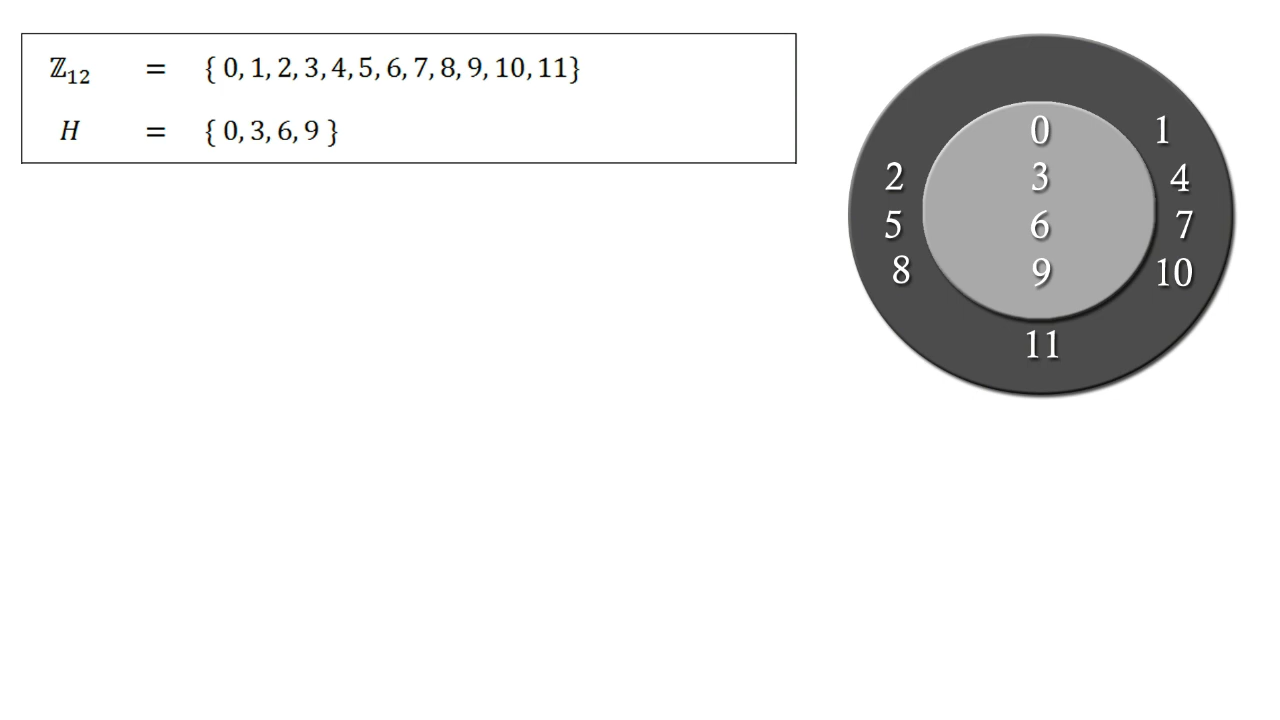 ℤ₁₂ = { 0, 1, 2, 3, 4, 5, 6, 7, 8, 9, 10, 11}
H = { 0, 3, 6, 9 }
0 1
2 3 4
5 6 7
8 9 10
11